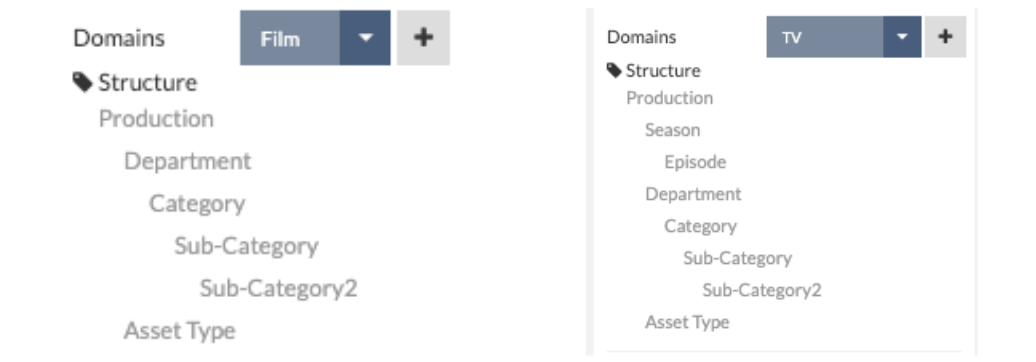 Domains Film +
Structure
Production
Department
Category
Sub-Category
Sub-Category2
Asset Type
Domains TV +
Structure
Production
Season
Episode
Department
Category
Sub-Category
Sub-Category2
Asset Type